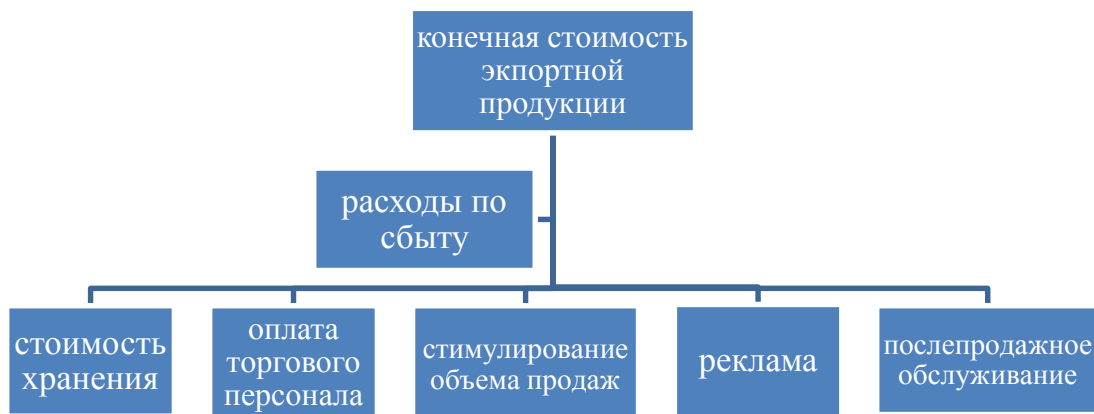 конечная стоимость
экпортной
продукции
расходы по
сбыту
стоимость
хранения
оплата
торгового
персонала
стимулирование
объема продаж
реклама
послепродажное
обслуживание